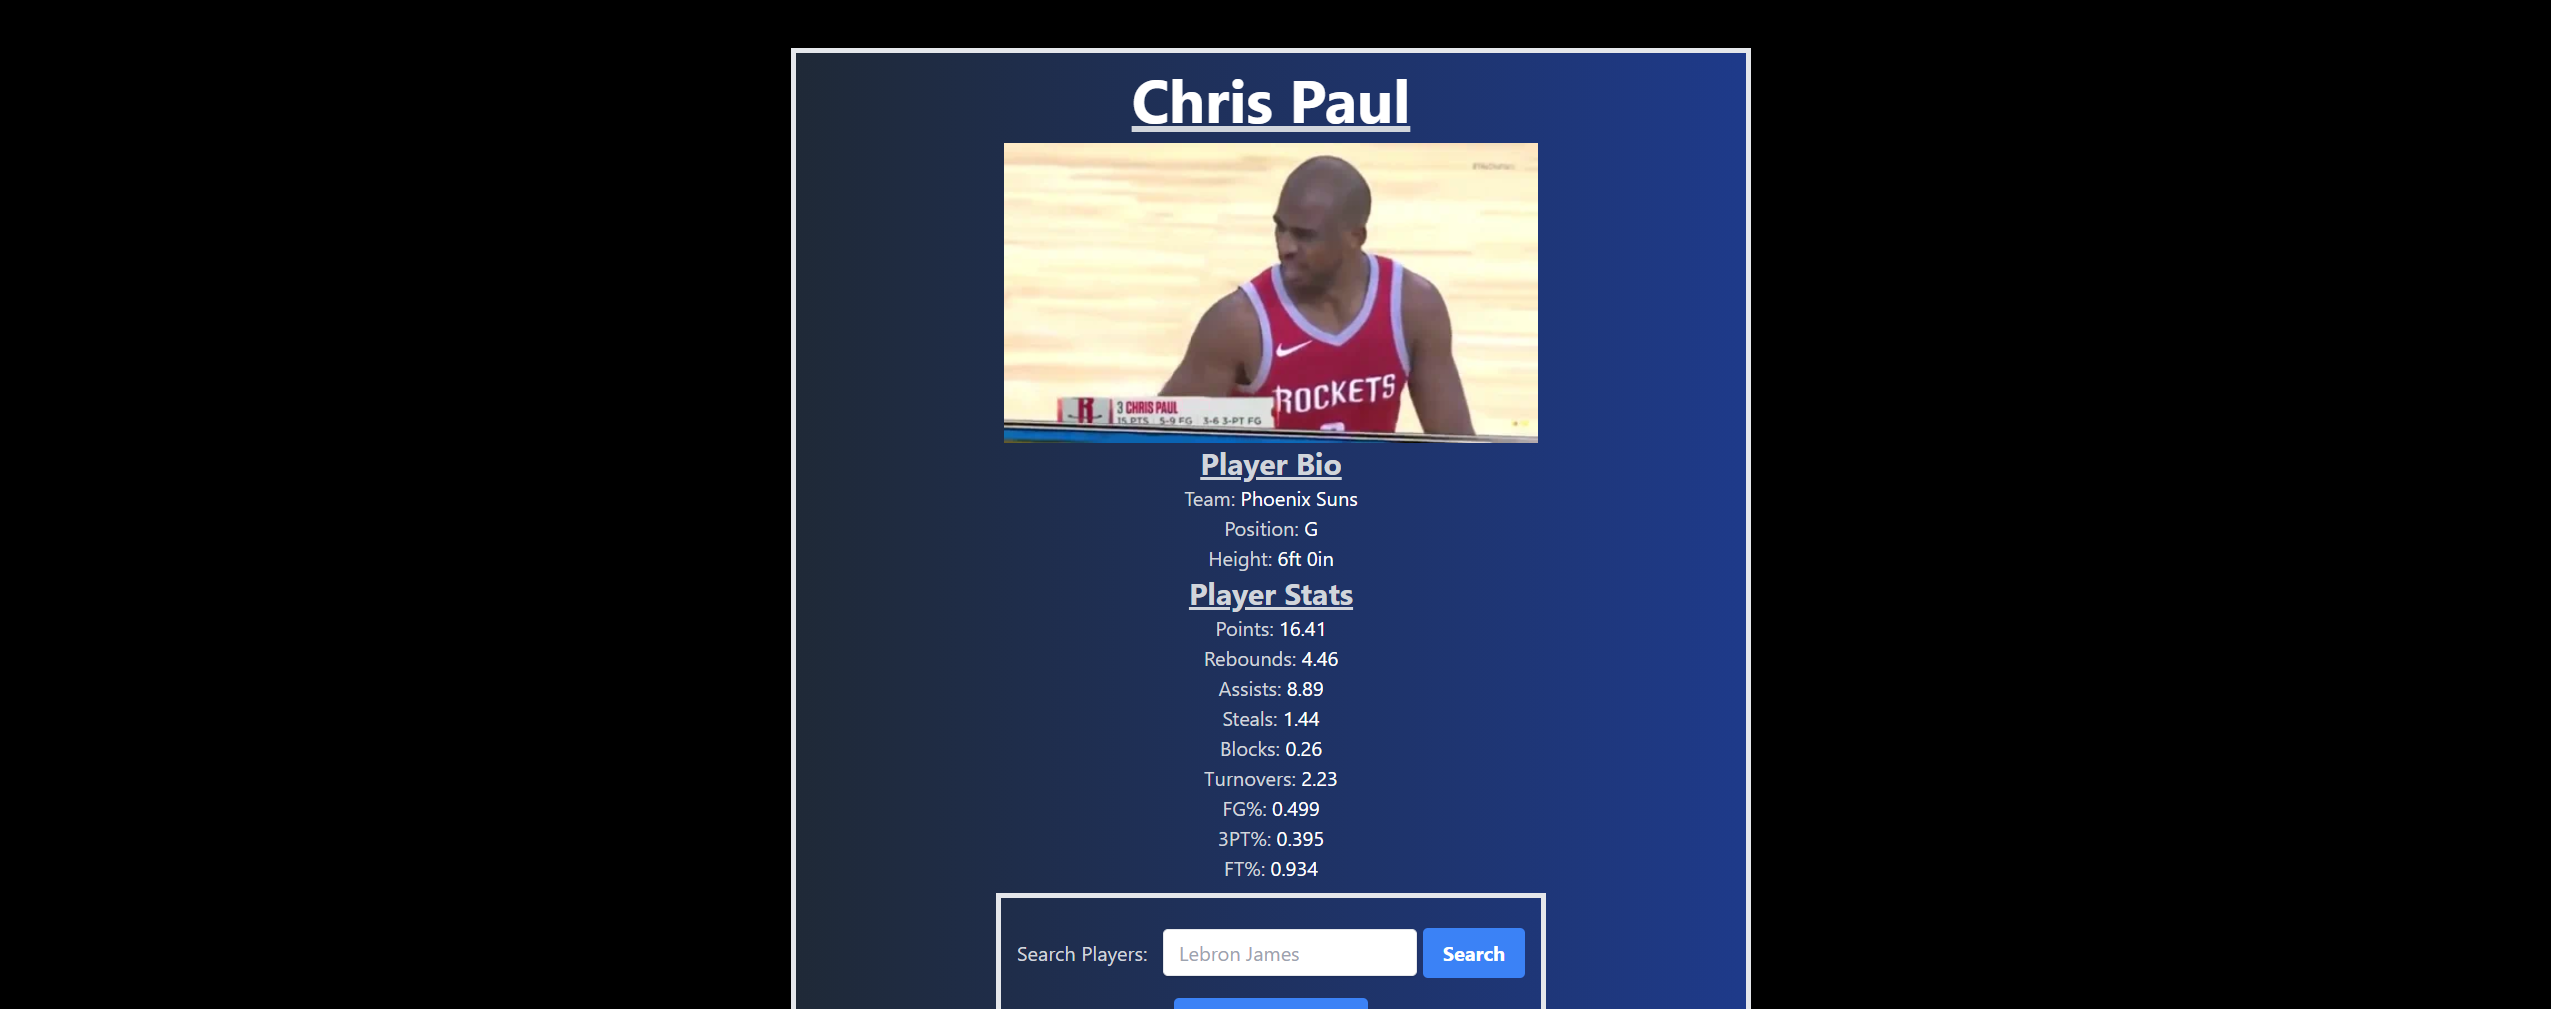 Chris Paul
R
3 CHRIS PAUL
15 PTS 5-9 FG 3-6 3-PT FG
ROCKETS
Player Bio
Team: Phoenix Suns
Position: G
Height: 6ft 0in
Player Stats
Points: 16.41
Rebounds: 4.46
Assists: 8.89
Steals: 1.44
Blocks: 0.26
Turnovers: 2.23
FG%: 0.499
3PT%: 0.395
FT%: 0.934
Search Players: Lebron James Search